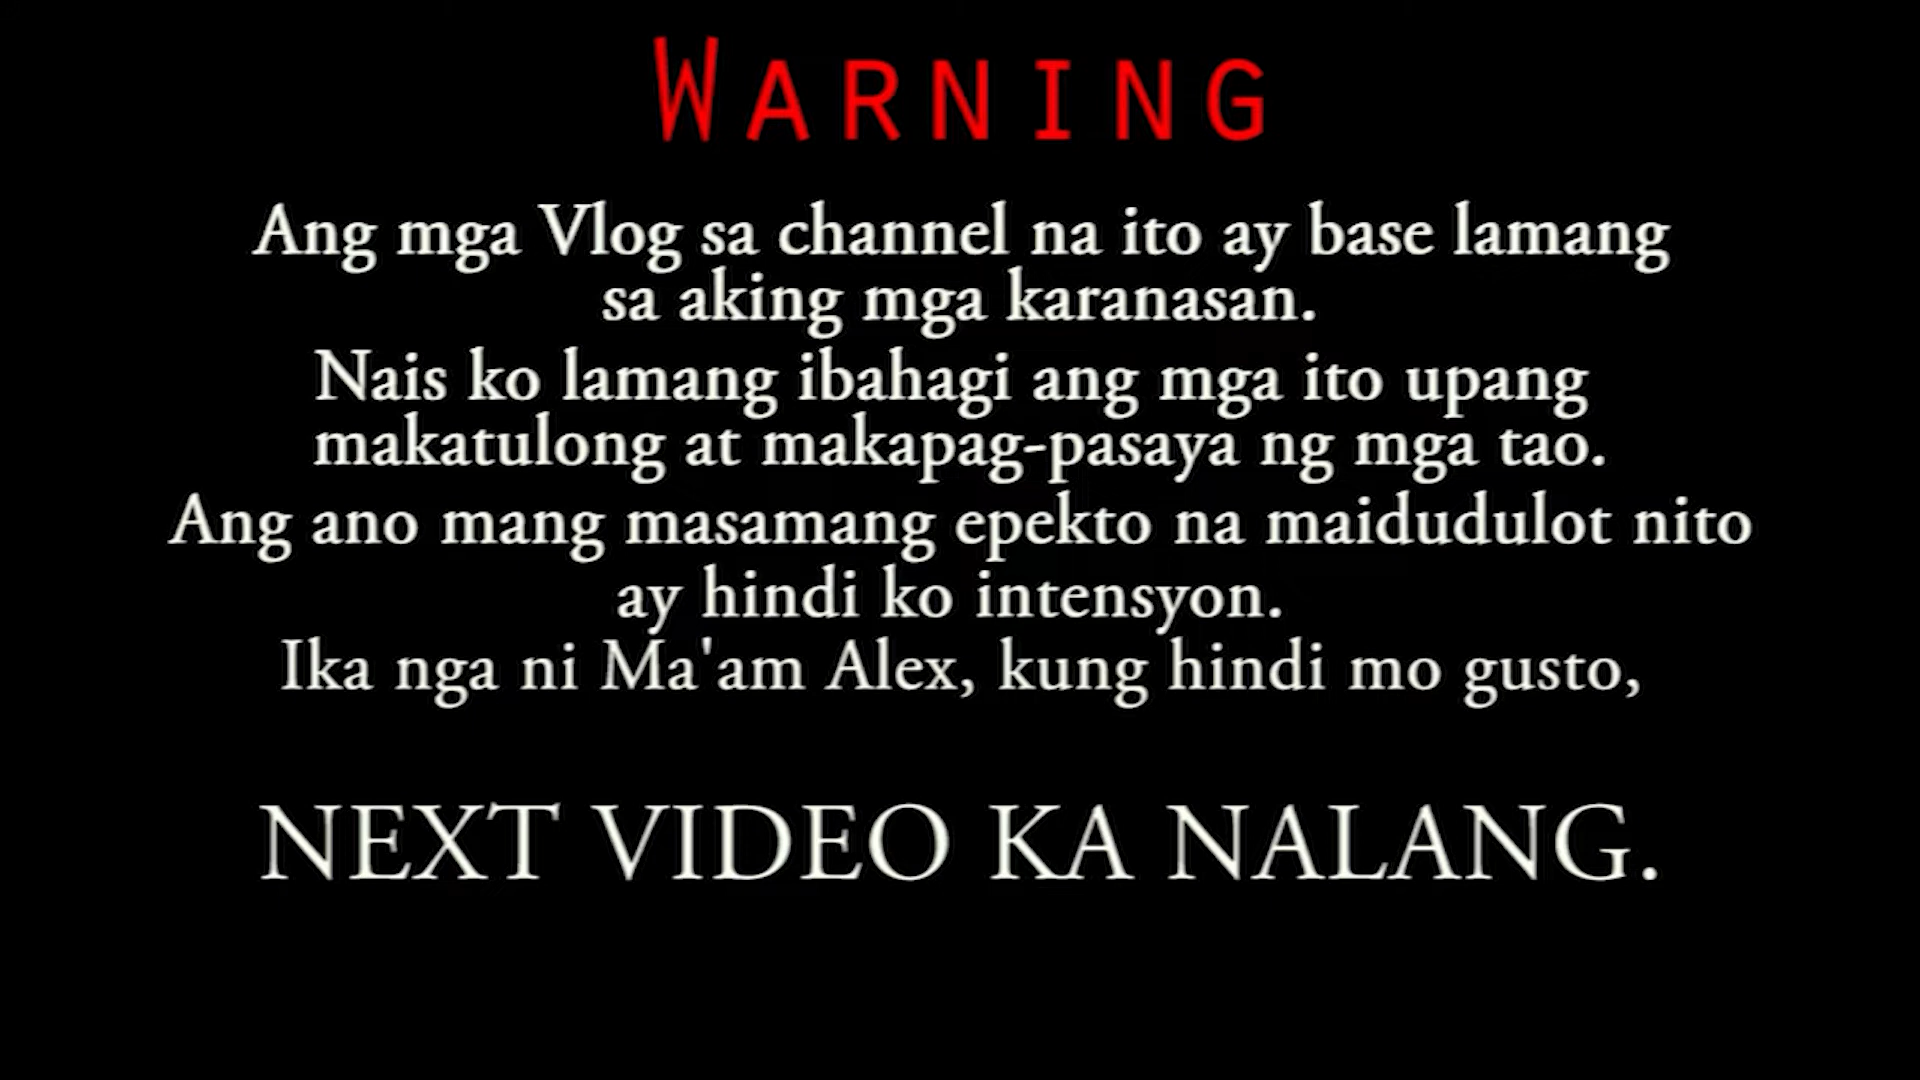 WARNING
Ang mga Vlog sa channel na ito ay base lamang
sa aking mga karanasan.
Nais ko lamang ibahagi ang mga ito upang
makatulong at makapag-pasaya ng mga tao.
Ang ano mang masamang epekto na maidudulot nito
ay hindi ko intensyon.
Ika nga ni Ma'am Alex, kung hindi mo gusto,
NEXT VIDEO KA NALANG.